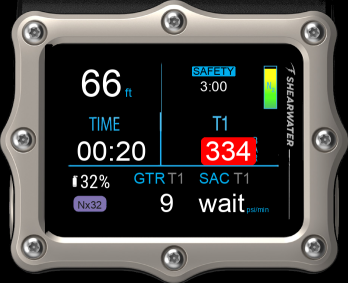 66 ft
SAFETY
3:00
N₂
SHEARWATER
TIME
T1
00:20
334
32%
GTR T1
SAC T1
Nx32
9
wait psi/min